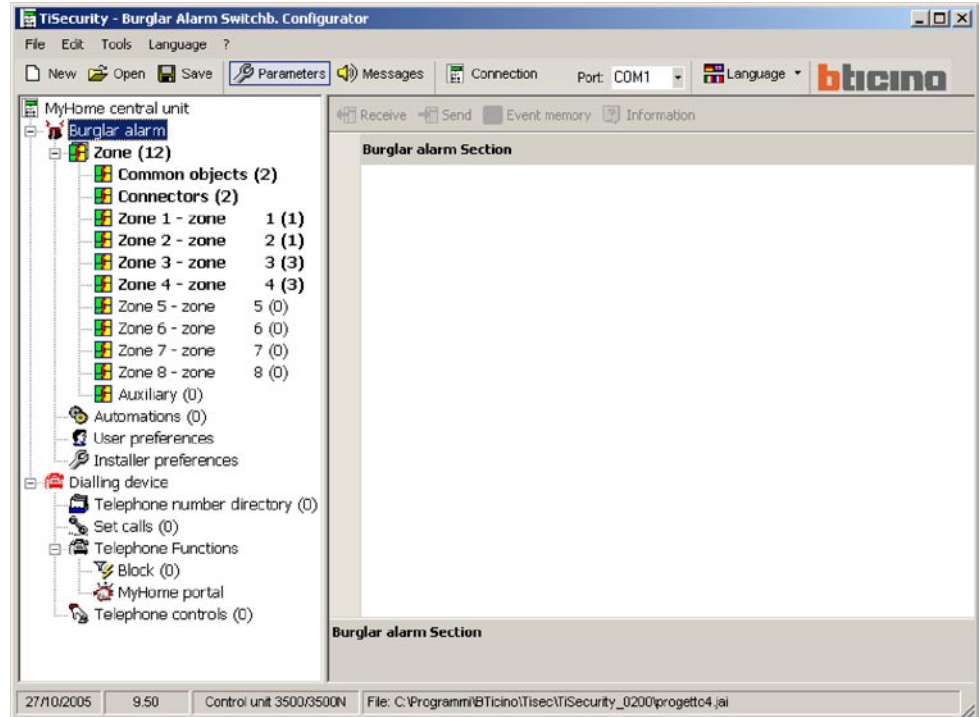 TiSecurity - Burglar Alarm Switchb. Configurator
File Edit Tools Language ?
New Open Save Parameters Messages Connection Port: COM1 Language bticino
MyHome central unit
Receive Send Event memory Information
Burglar alarm
Burglar alarm Section
Zone (12)
Common objects (2)
Connectors (2)
Zone 1 - zone 1 (1)
Zone 2 - zone 2 (1)
Zone 3 - zone 3 (3)
Zone 4 - zone 4 (3)
Zone 5 - zone 5 (0)
Zone 6 - zone 6 (0)
Zone 7 - zone 7 (0)
Zone 8 - zone 8 (0)
Auxiliary (0)
Automations (0)
User preferences
Installer preferences
Dialling device
Telephone number directory (0)
Set calls (0)
Telephone Functions
Block (0)
MyHome portal
Telephone controls (0)
Burglar alarm Section
27/10/2005 9.50 Control unit 3500/3500N File: C:\Programmi\BTicino\Tisec\TiSecurity_0200\progetto4.jai